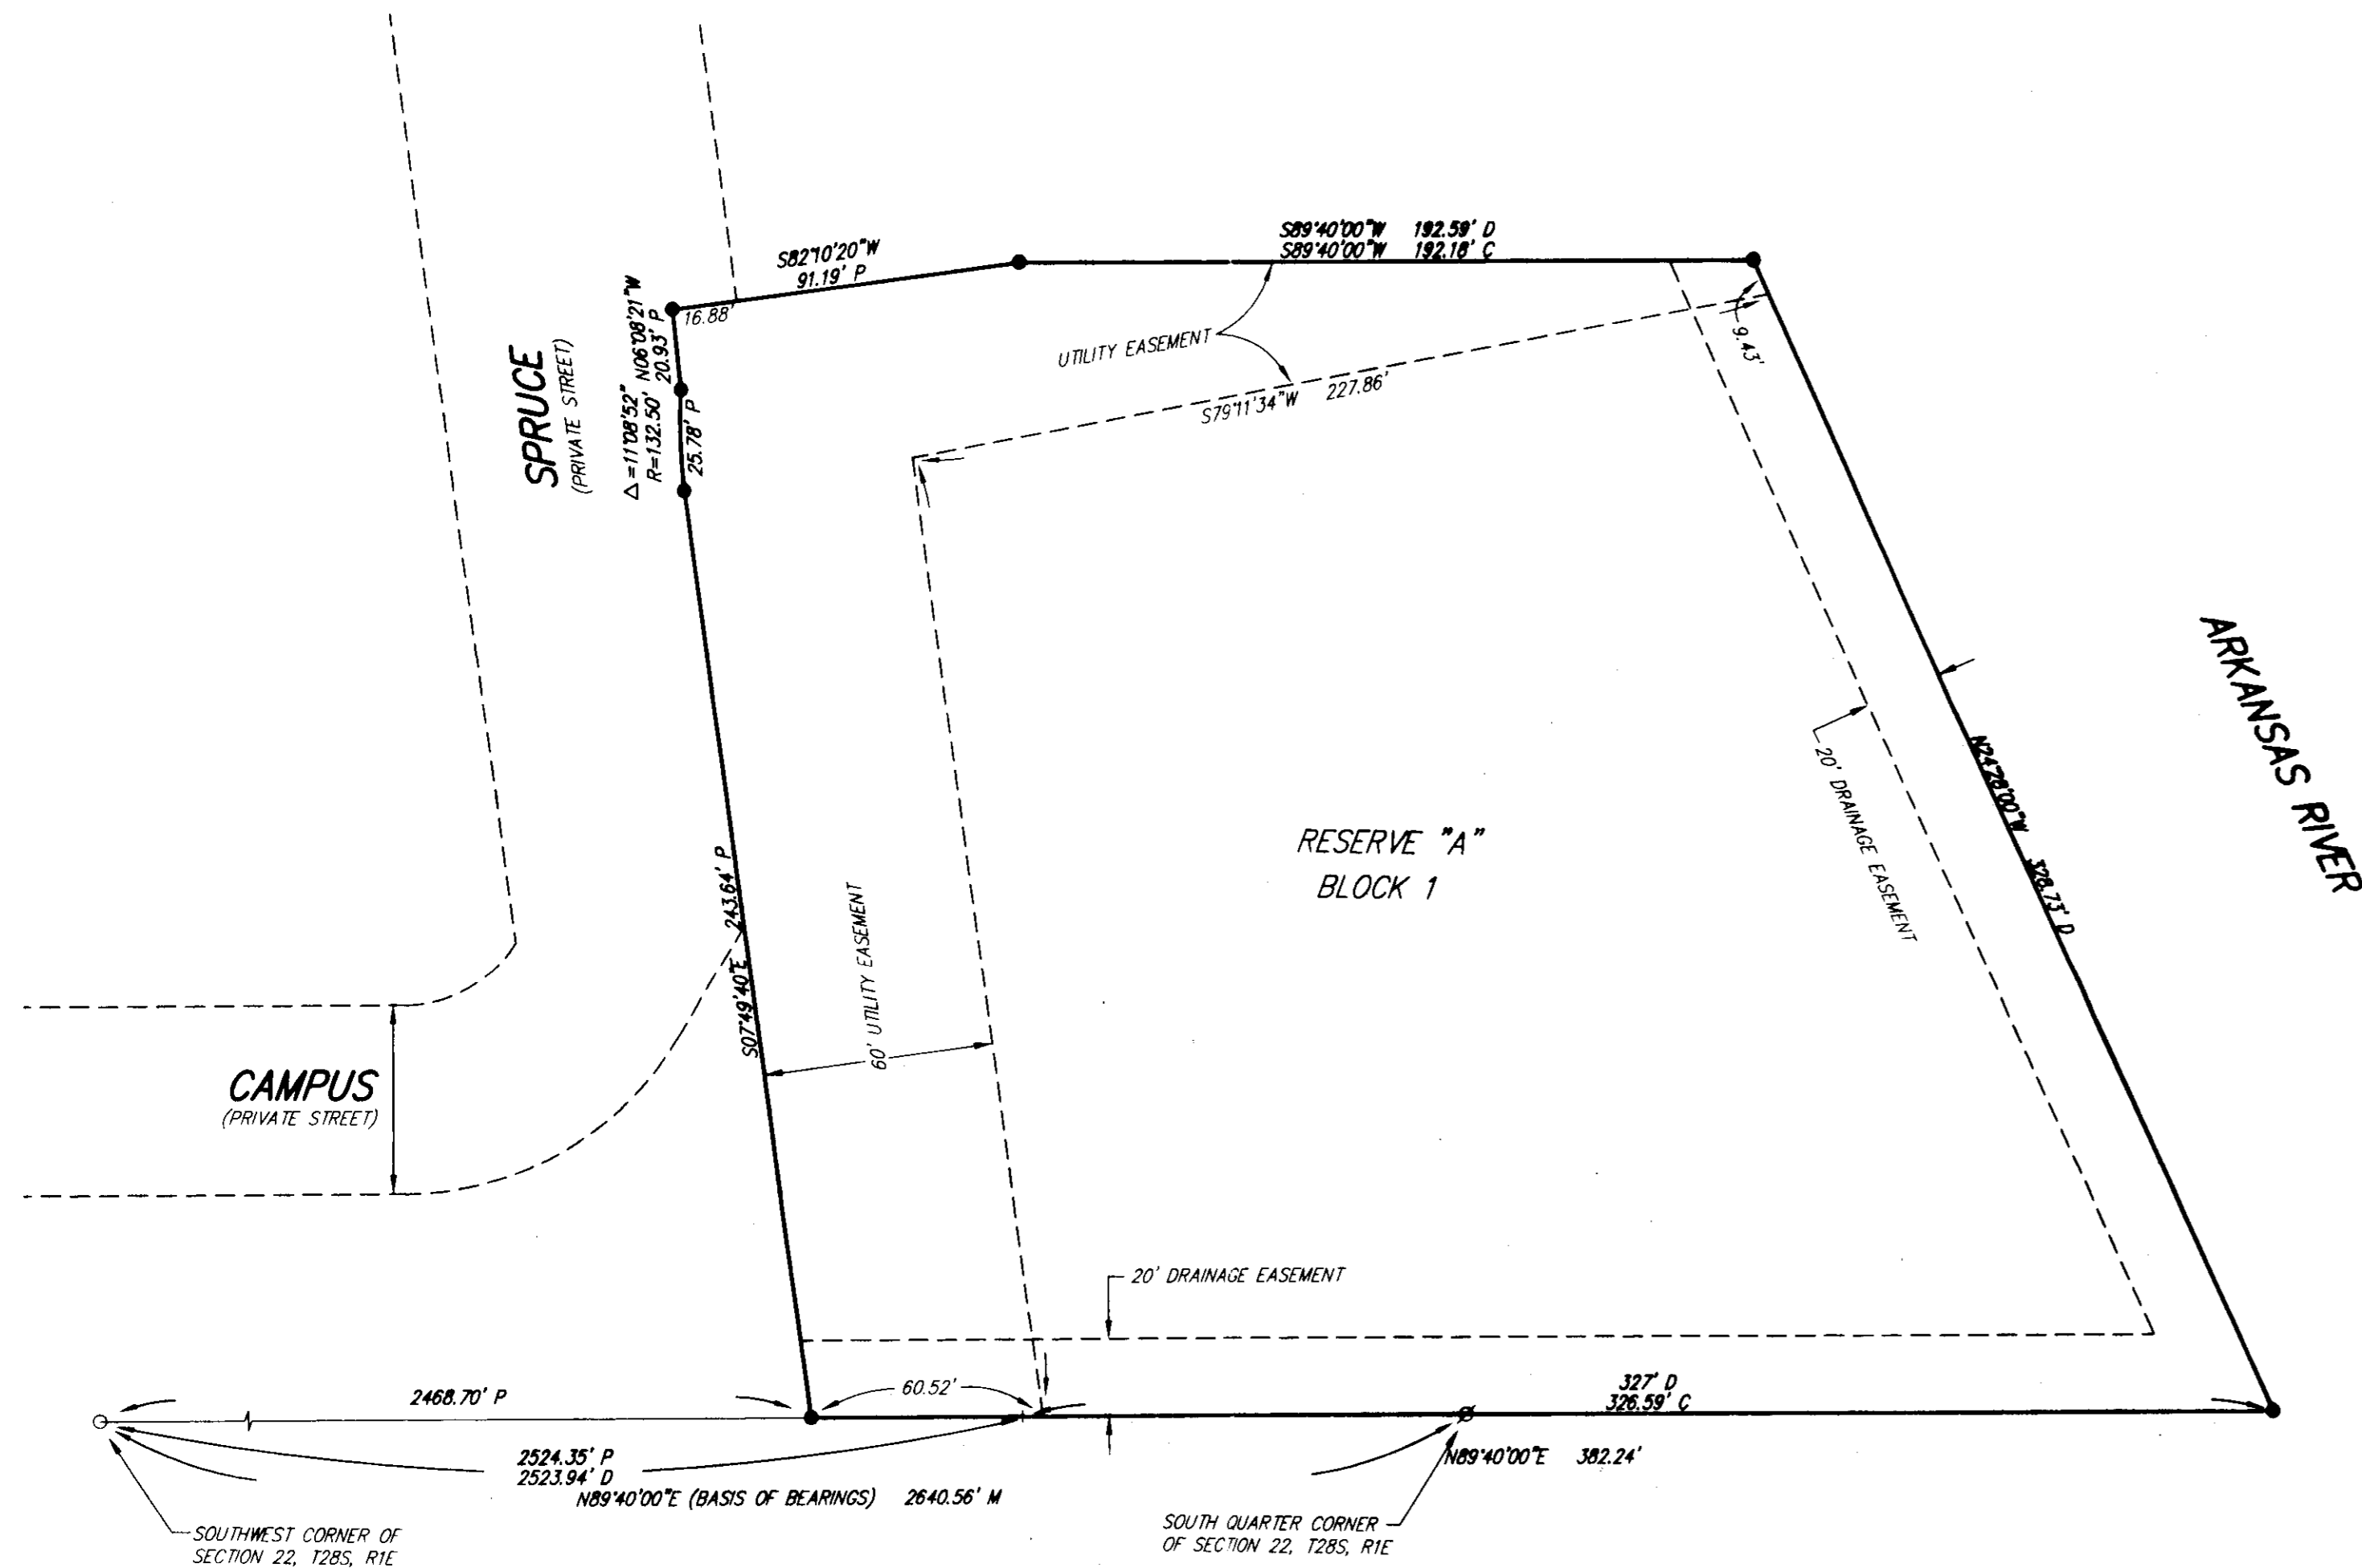 S89°40'00"W 192.59' D
S89°40'00"W 192.18' C
S82°10'20"W
91.19' P
16.88'
SPRUCE
(PRIVATE STREET)
Δ=11°08'52" N06°08'21"W
R=132.50' 20.93' P
25.78' P
UTILITY EASEMENT
9.43'
S79°11'34"W 227.86'
ARKANSAS RIVER
N24°28'00"W 328.73' D
20' DRAINAGE EASEMENT
RESERVE "A"
BLOCK 1
S07°49'40"E 243.64' P
60' UTILITY EASEMENT
CAMPUS
(PRIVATE STREET)
20' DRAINAGE EASEMENT
2468.70' P
60.52'
327' D
326.59' C
2524.35' P
2523.94' D
N89°40'00"E 382.24'
N89°40'00"E (BASIS OF BEARINGS) 2640.56' M
SOUTHWEST CORNER OF
SECTION 22, T28S, R1E
SOUTH QUARTER CORNER
OF SECTION 22, T28S, R1E